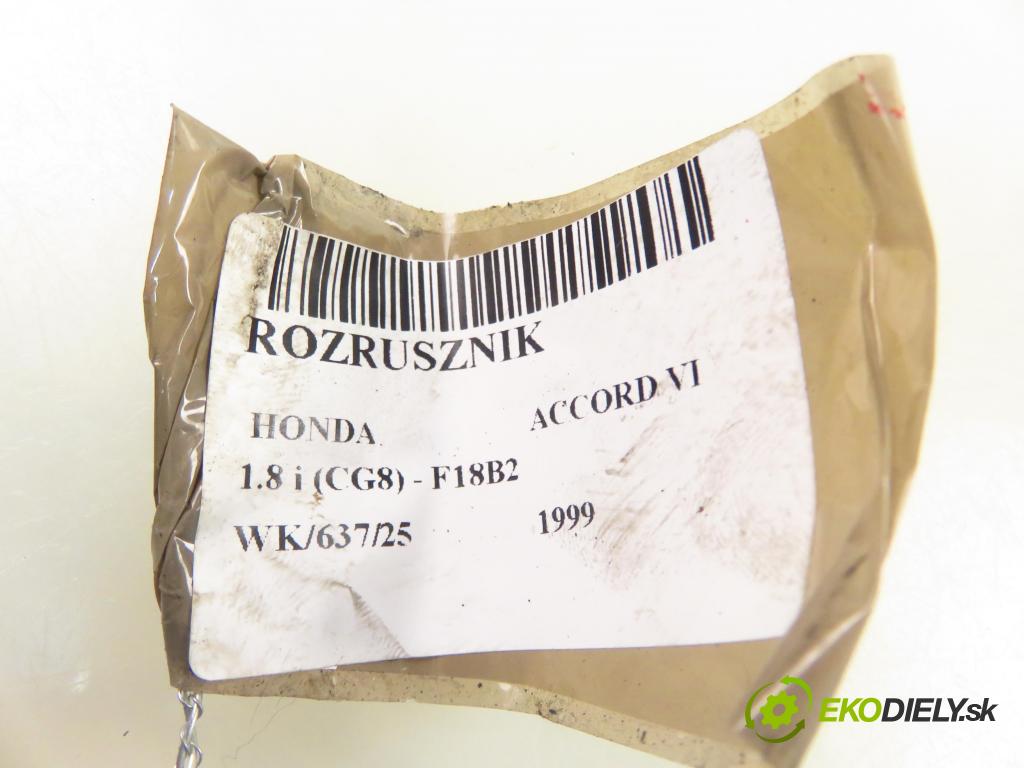 ROZRUSZNIK
HONDA ACCORD VI
1.8 i (CG8) - F18B2
WK/637/25 1999
EKODIELY.sk